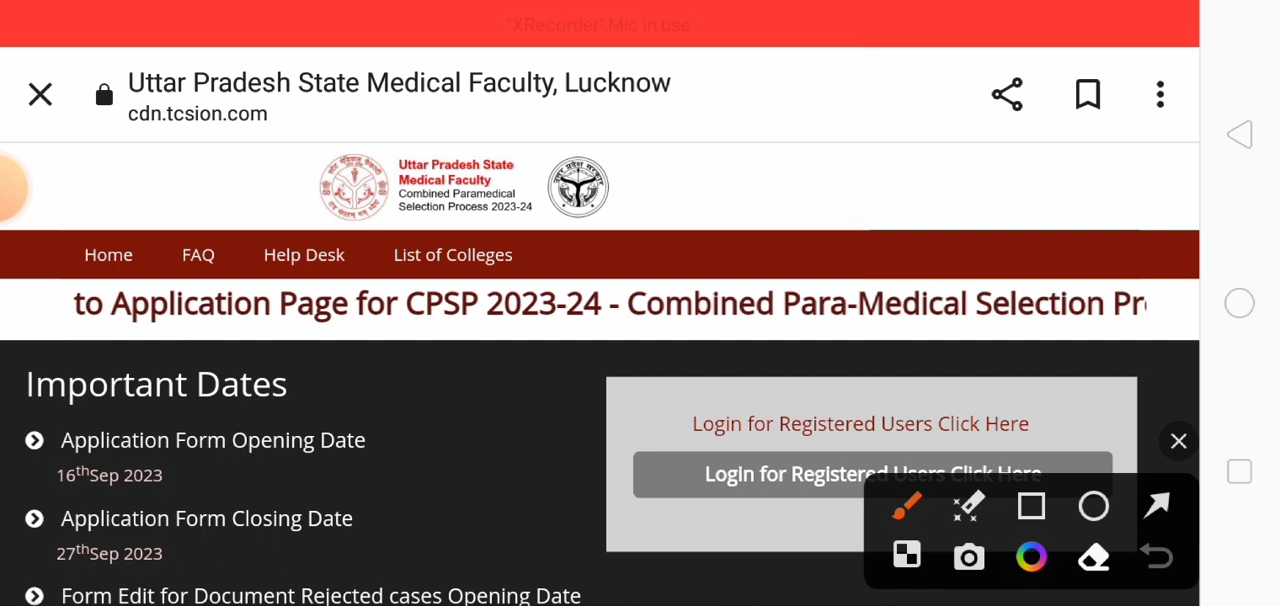 "XRecorder" Mic in use
Uttar Pradesh State Medical Faculty, Lucknow
cdn.tcsion.com
Uttar Pradesh State
Medical Faculty
Combined Paramedical
Selection Process 2023-24
Home FAQ Help Desk List of Colleges
to Application Page for CPSP 2023-24 - Combined Para-Medical Selection
Important Dates
Login for Registered Users Click Here
Application Form Opening Date
16thSep 2023
Login for Registered Users Click Here
Application Form Closing Date
27thSep 2023
Form Edit for Document Rejected cases Opening Date